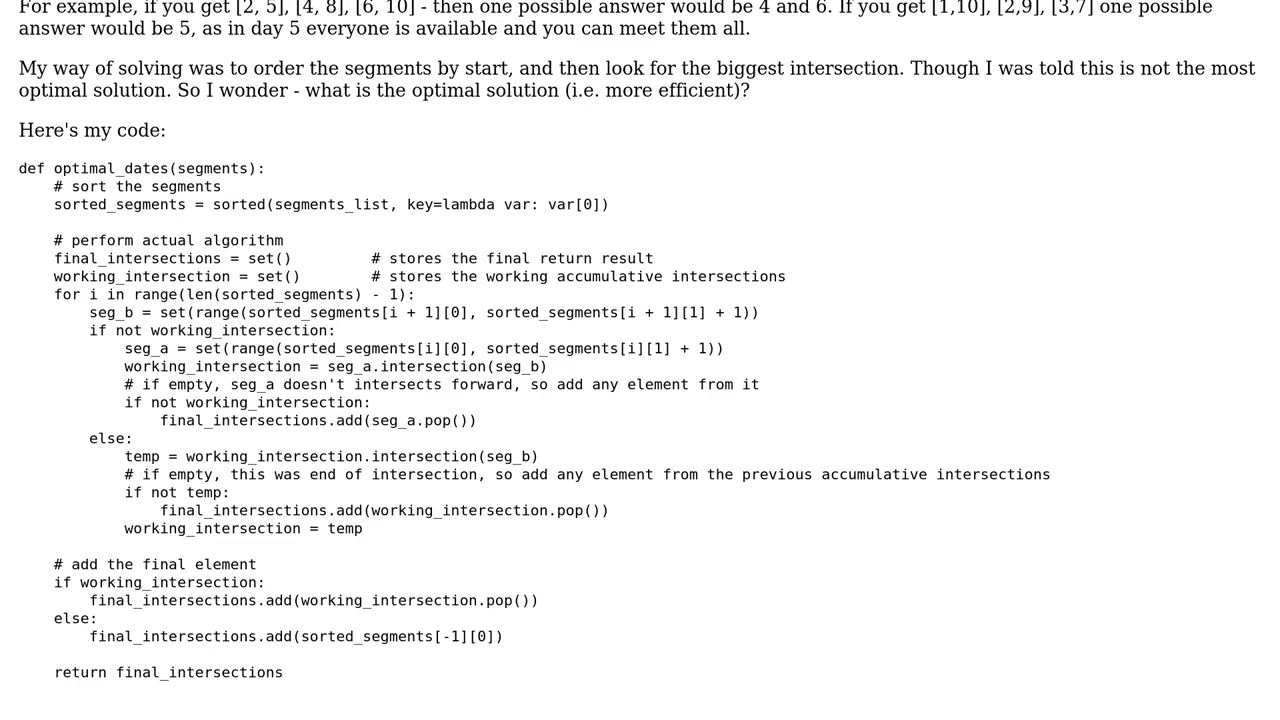 For example, if you get [2, 5], [4, 8], [6, 10] - then one possible answer would be 4 and 6. If you get [1,10], [2,9], [3,7] one possible
answer would be 5, as in day 5 everyone is available and you can meet them all.
My way of solving was to order the segments by start, and then look for the biggest intersection. Though I was told this is not the most
optimal solution. So I wonder - what is the optimal solution (i.e. more efficient)?
Here's my code:
def optimal_dates(segments):
    # sort the segments
    sorted_segments = sorted(segments_list, key=lambda var: var[0])
    # perform actual algorithm
    final_intersections = set()         # stores the final return result
    working_intersection = set()        # stores the working accumulative intersections
    for i in range(len(sorted_segments) - 1):
        seg_b = set(range(sorted_segments[i + 1][0], sorted_segments[i + 1][1] + 1))
        if not working_intersection:
            seg_a = set(range(sorted_segments[i][0], sorted_segments[i][1] + 1))
            working_intersection = seg_a.intersection(seg_b)
            # if empty, seg_a doesn't intersects forward, so add any element from it
            if not working_intersection:
                final_intersections.add(seg_a.pop())
        else:
            temp = working_intersection.intersection(seg_b)
            # if empty, this was end of intersection, so add any element from the previous accumulative intersections
            if not temp:
                final_intersections.add(working_intersection.pop())
            working_intersection = temp
    # add the final element
    if working_intersection:
        final_intersections.add(working_intersection.pop())
    else:
        final_intersections.add(sorted_segments[-1][0])
    return final_intersections